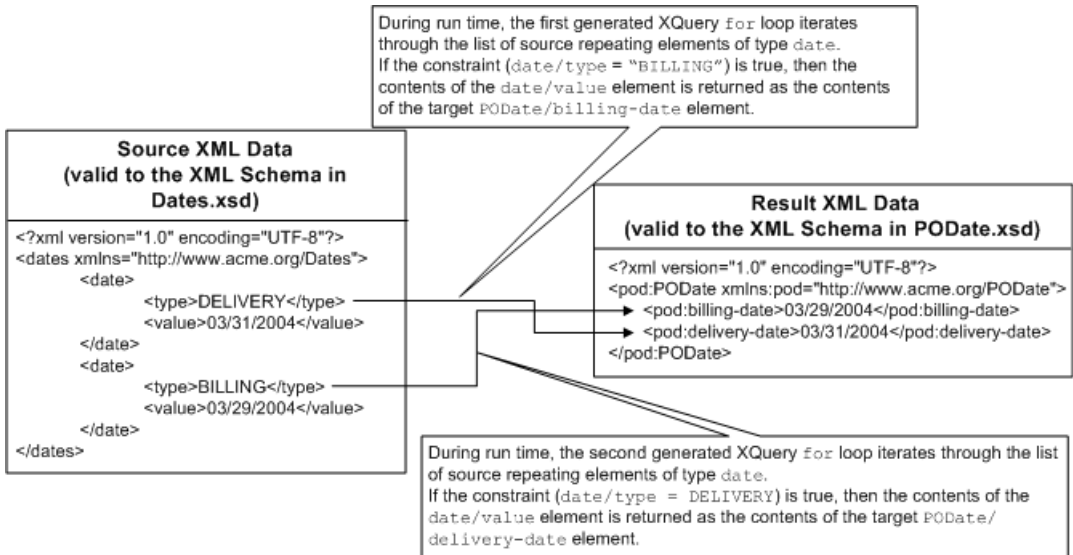 During run time, the first generated XQuery for loop iterates
through the list of source repeating elements of type date.
If the constraint (date/type = “BILLING”) is true, then the
contents of the date/value element is returned as the contents
of the target PODate/billing-date element.
Source XML Data
(valid to the XML Schema in
Dates.xsd)
<?xml version="1.0" encoding="UTF-8"?>
<dates xmlns="http://www.acme.org/Dates">
<date>
<type>DELIVERY</type>
<value>03/31/2004</value>
</date>
<date>
<type>BILLING</type>
<value>03/29/2004</value>
</date>
</dates>
Result XML Data
(valid to the XML Schema in PODate.xsd)
<?xml version="1.0" encoding="UTF-8"?>
<pod:PODate xmlns:pod="http://www.acme.org/PODate">
<pod:billing-date>03/29/2004</pod:billing-date>
<pod:delivery-date>03/31/2004</pod:delivery-date>
</pod:PODate>
During run time, the second generated XQuery for loop iterates through the list
of source repeating elements of type date.
If the constraint (date/type = DELIVERY) is true, then the contents of the
date/value element is returned as the contents of the target PODate/
delivery-date element.